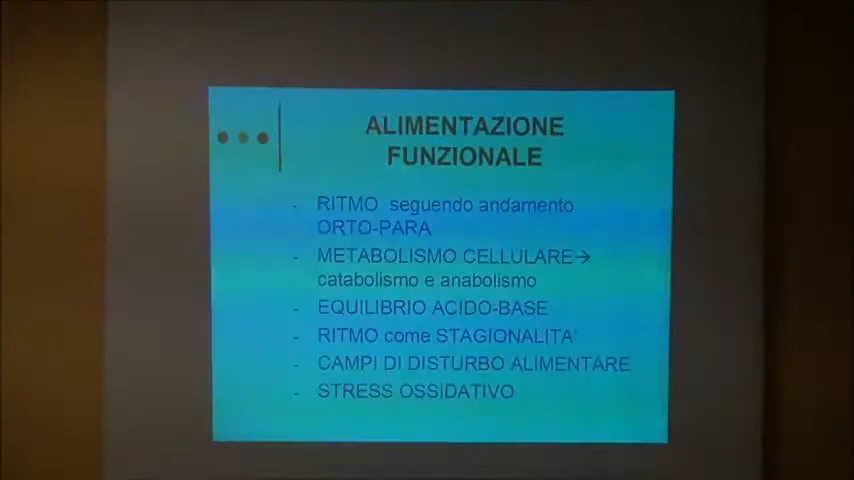 ALIMENTAZIONE
FUNZIONALE
- RITMO seguendo andamento
ORTO-PARA
- METABOLISMO CELLULARE→
catabolismo e anabolismo
- EQUILIBRIO ACIDO-BASE
- RITMO come STAGIONALITA'
- CAMPI DI DISTURBO ALIMENTARE
- STRESS OSSIDATIVO